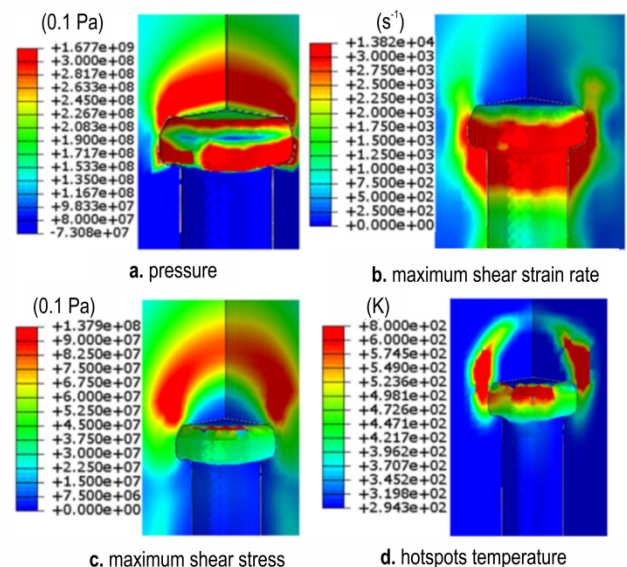 (0.1 Pa)
+1.677e+09
+3.000e+08
+2.817e+08
+2.633e+08
+2.450e+08
+2.267e+08
+2.083e+08
+1.900e+08
+1.717e+08
+1.533e+08
+1.350e+08
+1.167e+08
+9.833e+07
+8.000e+07
-7.308e+07
a. pressure
(s⁻¹)
+1.382e+04
+3.000e+03
+2.750e+03
+2.500e+03
+2.250e+03
+2.000e+03
+1.750e+03
+1.500e+03
+1.250e+03
+1.000e+03
+7.500e+02
+5.000e+02
+2.500e+02
+0.000e+00
b. maximum shear strain rate
(0.1 Pa)
+1.379e+08
+9.000e+07
+8.250e+07
+7.500e+07
+6.750e+07
+6.000e+07
+5.250e+07
+4.500e+07
+3.750e+07
+3.000e+07
+2.250e+07
+1.500e+07
+7.500e+06
+0.000e+00
c. maximum shear stress
(K)
+8.000e+02
+6.000e+02
+5.745e+02
+5.490e+02
+5.236e+02
+4.981e+02
+4.726e+02
+4.471e+02
+4.217e+02
+3.962e+02
+3.707e+02
+3.452e+02
+3.198e+02
+2.943e+02
d. hotspots temperature